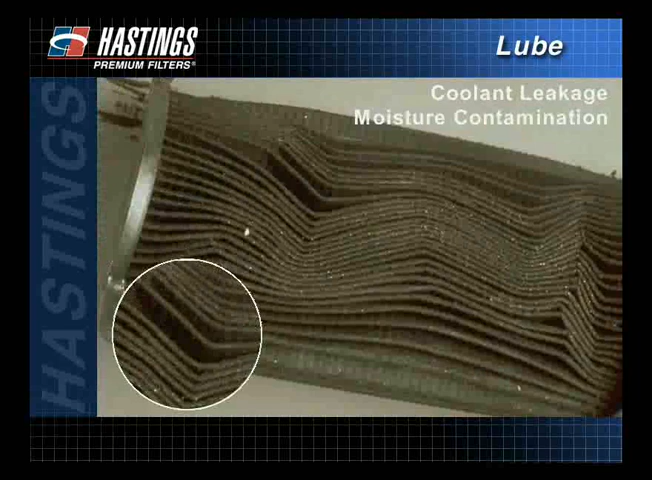 HASTINGS
PREMIUM FILTERS®
Lube
Coolant Leakage
Moisture Contamination
HASTINGS